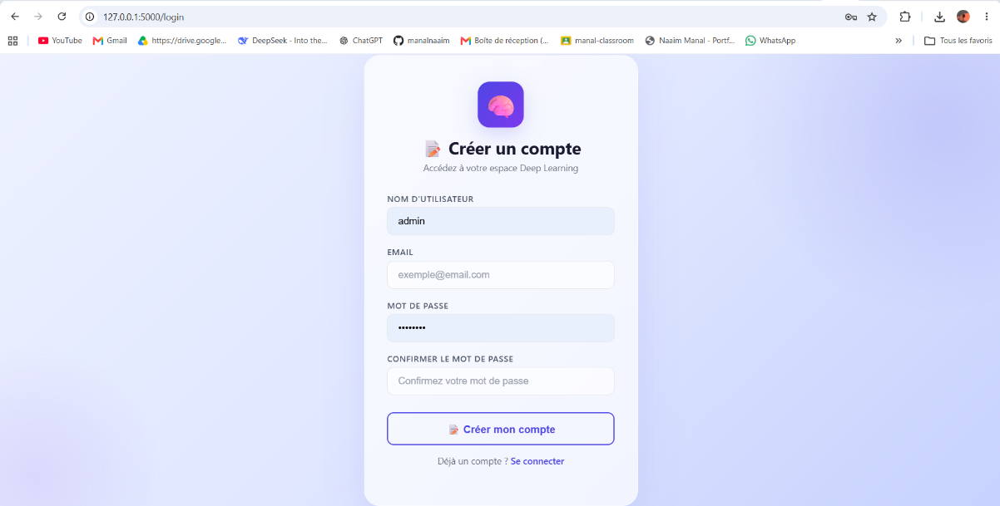 127.0.0.1:5000/login
YouTube Gmail https://drive.google... DeepSeek - Into the... ChatGPT manalnaaim Boîte de réception (... manal-classroom Naaim Manal - Portf... WhatsApp » Tous les favoris
Créer un compte
Accédez à votre espace Deep Learning
NOM D'UTILISATEUR
admin
EMAIL
exemple@email.com
MOT DE PASSE
••••••••
CONFIRMER LE MOT DE PASSE
Confirmez votre mot de passe
Créer mon compte
Déjà un compte ? Se connecter